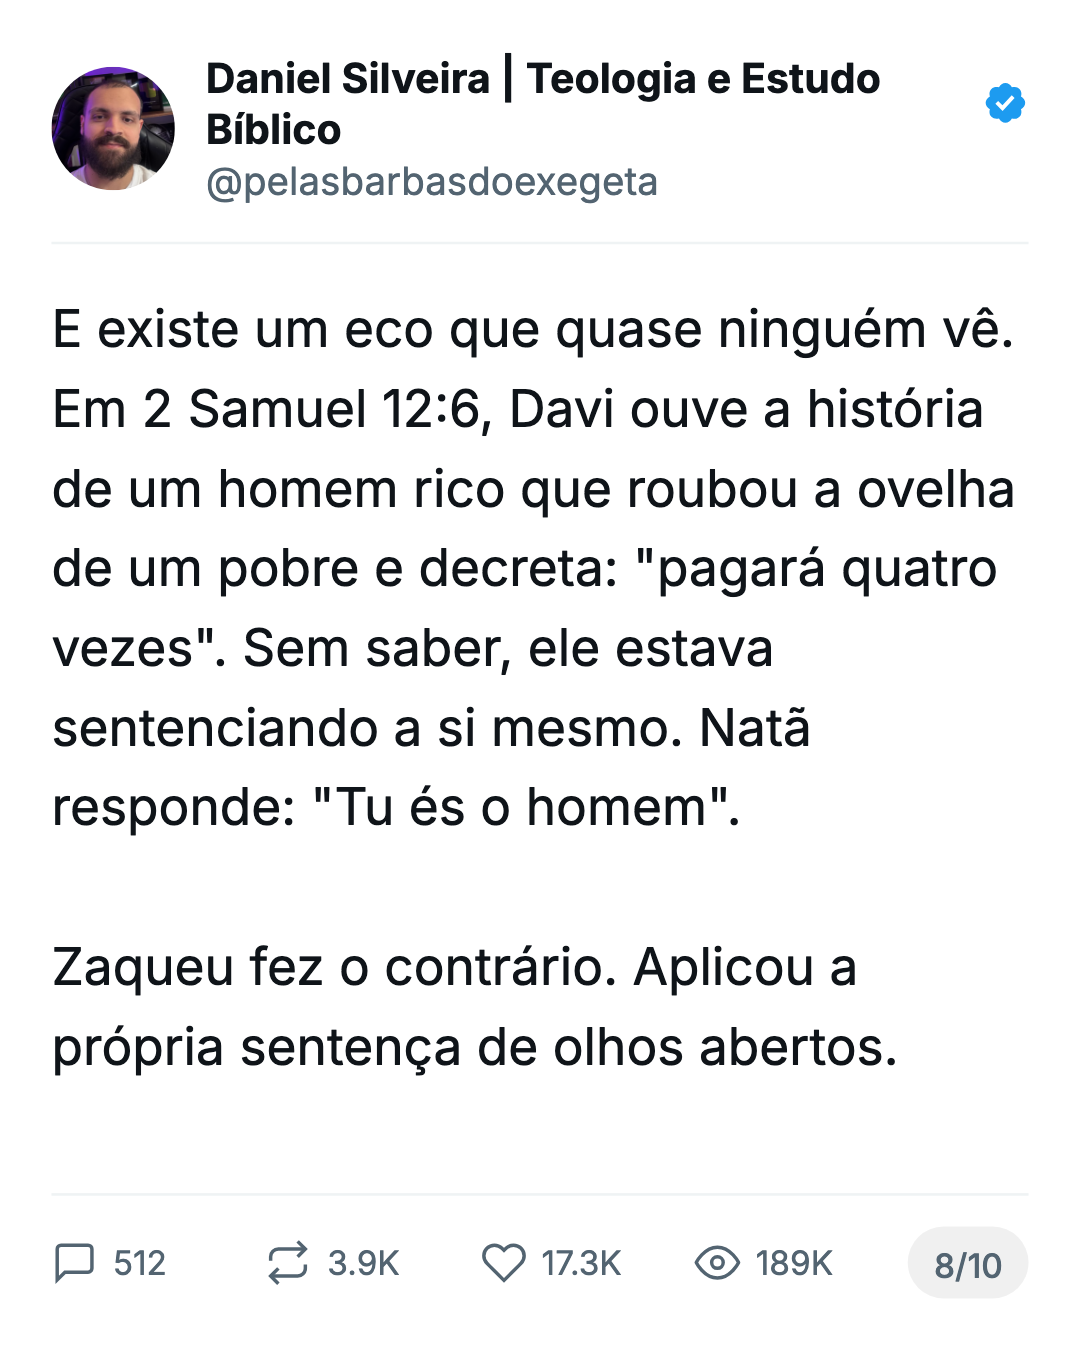 Daniel Silveira | Teologia e Estudo
Bíblico
@pelasbarbasdoexegeta
E existe um eco que quase ninguém vê.
Em 2 Samuel 12:6, Davi ouve a história
de um homem rico que roubou a ovelha
de um pobre e decreta: "pagará quatro
vezes". Sem saber, ele estava
sentenciando a si mesmo. Natã
responde: "Tu és o homem".
Zaqueu fez o contrário. Aplicou a
própria sentença de olhos abertos.
512 3.9K 17.3K 189K 8/10